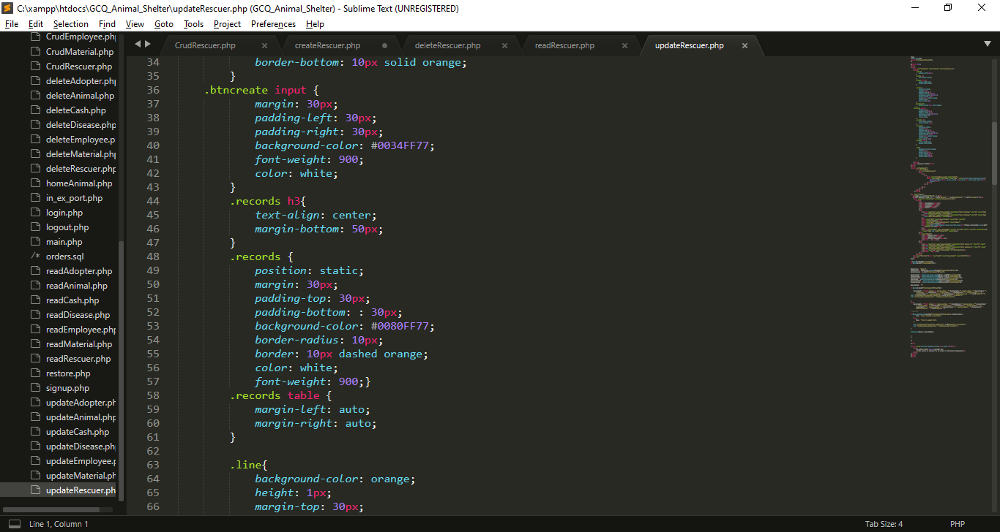 C:\xampp\htdocs\GCQ_Animal_Shelter\updateRescuer.php (GCQ_Animal_Shelter) - Sublime Text (UNREGISTERED)
File Edit Selection Find View Goto Tools Project Preferences Help
CrudEmployee.php
CrudMaterial.php
CrudRescuer.php
deleteAdopter.php
deleteAnimal.php
deleteCash.php
deleteDisease.php
deleteEmployee.p
deleteMaterial.php
deleteRescuer.php
homeAnimal.php
in_ex_port.php
login.php
logout.php
main.php
/* orders.sql
readAdopter.php
readAnimal.php
readCash.php
readDisease.php
readEmployee.php
readMaterial.php
readRescuer.php
restore.php
signup.php
updateAdopter.ph
updateAnimal.php
updateCash.php
updateDisease.php
updateEmployee.p
updateMaterial.ph
updateRescuer.ph
CrudRescuer.php createRescuer.php deleteRescuer.php readRescuer.php updateRescuer.php
34 border-bottom: 10px solid orange;
35 }
36 .btncreate input {
37 margin: 30px;
38 padding-left: 30px;
39 padding-right: 30px;
40 background-color: #0034FF77;
41 font-weight: 900;
42 color: white;
43 }
44 .records h3{
45 text-align: center;
46 margin-bottom: 50px;
47 }
48 .records {
49 position: static;
50 margin: 30px;
51 padding-top: 30px;
52 padding-bottom: : 30px;
53 background-color: #0080FF77;
54 border-radius: 10px;
55 border: 10px dashed orange;
56 color: white;
57 font-weight: 900;}
58 .records table {
59 margin-left: auto;
60 margin-right: auto;
61 }
62
63 .line{
64 background-color: orange;
65 height: 1px;
66 margin-top: 30px;
Line 1, Column 1 Tab Size: 4 PHP